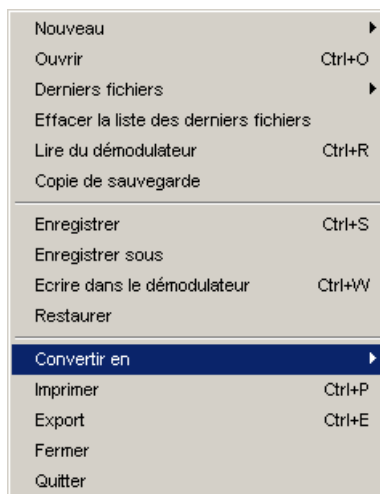 Nouveau
Ouvrir Ctrl+O
Derniers fichiers
Effacer la liste des derniers fichiers
Lire du démodulateur Ctrl+R
Copie de sauvegarde
Enregistrer Ctrl+S
Enregistrer sous
Ecrire dans le démodulateur Ctrl+W
Restaurer
Convertir en
Imprimer Ctrl+P
Export Ctrl+E
Fermer
Quitter